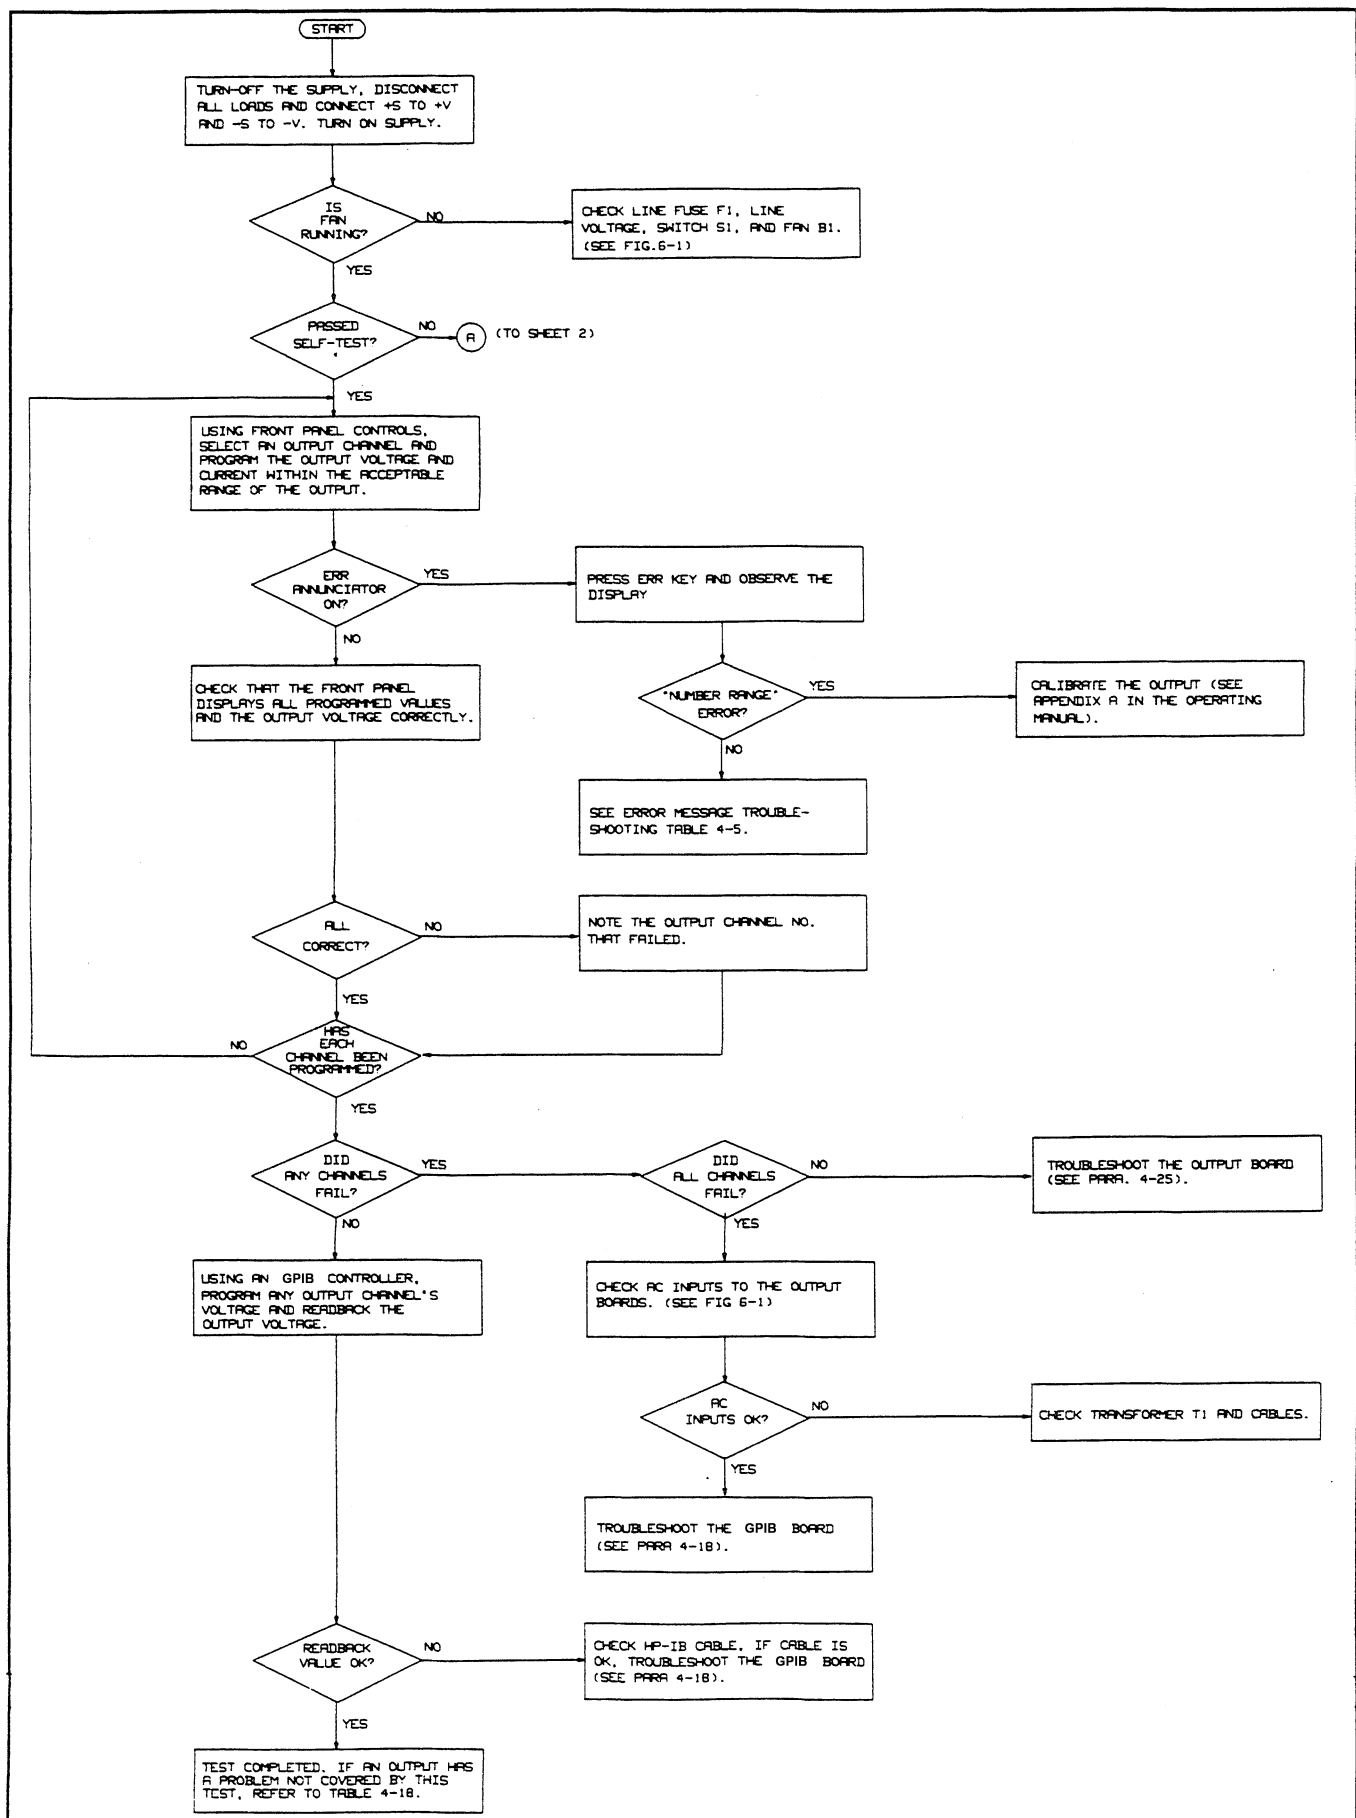 START
TURN-OFF THE SUPPLY, DISCONNECT
ALL LOADS AND CONNECT +S TO +V
AND -S TO -V. TURN ON SUPPLY.
IS
FAN
RUNNING?
NO
CHECK LINE FUSE F1, LINE
VOLTAGE, SWITCH S1, AND FAN B1.
(SEE FIG.6-1)
YES
PASSED
SELF-TEST?
NO
A
(TO SHEET 2)
YES
USING FRONT PANEL CONTROLS,
SELECT AN OUTPUT CHANNEL AND
PROGRAM THE OUTPUT VOLTAGE AND
CURRENT WITHIN THE ACCEPTABLE
RANGE OF THE OUTPUT.
ERR
ANNUNCIATOR
ON?
YES
PRESS ERR KEY AND OBSERVE THE
DISPLAY
NO
CHECK THAT THE FRONT PANEL
DISPLAYS ALL PROGRAMMED VALUES
AND THE OUTPUT VOLTAGE CORRECTLY.
"NUMBER RANGE"
ERROR?
YES
CALIBRATE THE OUTPUT (SEE
APPENDIX A IN THE OPERATING
MANUAL).
NO
SEE ERROR MESSAGE TROUBLE-
SHOOTING TABLE 4-5.
ALL
CORRECT?
NO
NOTE THE OUTPUT CHANNEL NO.
THAT FAILED.
YES
HAS
EACH
CHANNEL BEEN
PROGRAMMED?
NO
YES
DID
ANY CHANNELS
FAIL?
YES
DID
ALL CHANNELS
FAIL?
NO
TROUBLESHOOT THE OUTPUT BOARD
(SEE PARA. 4-25).
NO
YES
USING AN GPIB CONTROLLER,
PROGRAM ANY OUTPUT CHANNEL'S
VOLTAGE AND READBACK THE
OUTPUT VOLTAGE.
CHECK AC INPUTS TO THE OUTPUT
BOARDS. (SEE FIG 6-1)
AC
INPUTS OK?
NO
CHECK TRANSFORMER T1 AND CABLES.
YES
TROUBLESHOOT THE GPIB BOARD
(SEE PARA 4-18).
READBACK
VALUE OK?
NO
CHECK HP-IB CABLE, IF CABLE IS
OK, TROUBLESHOOT THE GPIB BOARD
(SEE PARA 4-18).
YES
TEST COMPLETED. IF AN OUTPUT HAS
A PROBLEM NOT COVERED BY THIS
TEST, REFER TO TABLE 4-18.